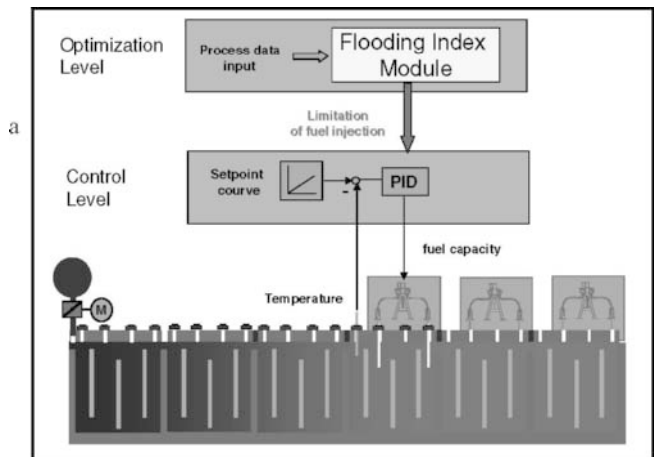 Optimization
Level
Process data
input
Flooding Index
Module
a
Limitation
of fuel injection
Control
Level
Setpoint
courve
-
PID
fuel capacity
Temperature
M